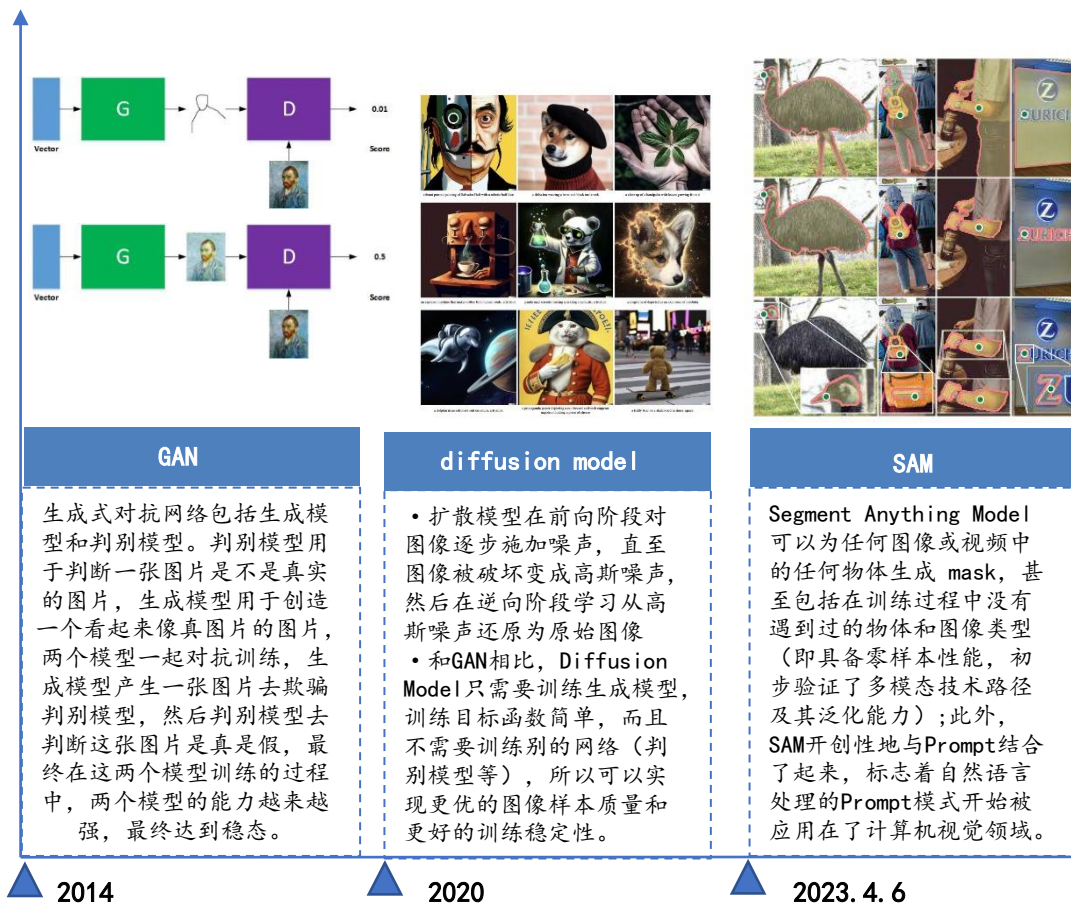 G
D
0.01
Vector
Score
G
D
0.5
Vector
Score
Z
ZURICH
GAN
生成式对抗网络包括生成模
型和判别模型。判别模型用
于判断一张图片是不是真实
的图片，生成模型用于创造
一个看起来像真图片的图片，
两个模型一起对抗训练，生
成模型产生一张图片去欺骗
判别模型，然后判别模型去
判断这张图片是真是假，最
终在这两个模型训练的过程
中，两个模型的能力越来越
强，最终达到稳态。
diffusion model
•扩散模型在前向阶段对
图像逐步施加噪声，直至
图像被破坏变成高斯噪声，
然后在逆向阶段学习从高
斯噪声还原为原始图像
•和GAN相比，Diffusion
Model只需要训练生成模型，
训练目标函数简单，而且
不需要训练别的网络（判
别模型等），所以可以实
现更优的图像样本质量和
更好的训练稳定性。
SAM
Segment Anything Model
可以为任何图像或视频中
的任何物体生成 mask，甚
至包括在训练过程中没有
遇到过的物体和图像类型
（即具备零样本性能，初
步验证了多模态技术路径
及其泛化能力）;此外，
SAM开创性地与Prompt结合
了起来，标志着自然语言
处理的Prompt模式开始被
应用在了计算机视觉领域。
2014
2020
2023.4.6